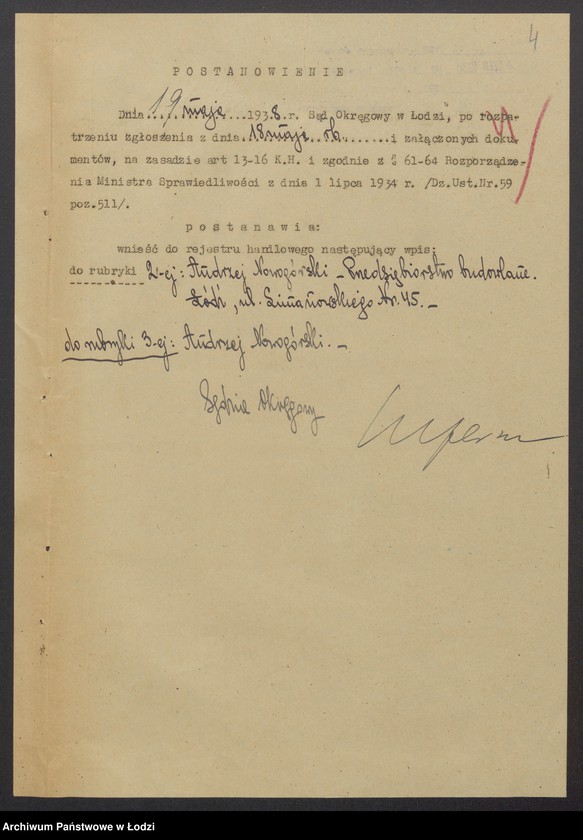 4
POSTANOWIENIE
Dnia 19 maja 1938 r. Sąd Okręgowy w Łodzi, po rozpa-
trzeniu zgłoszenia z dnia 18 maja rb. i załączonych doku-
mentów, na zasadzie art 13-16 K.H. i zgodnie z § 61-64 Rozporządze-
nia Ministra Sprawiedliwości z dnia 1 lipca 1934 r. /Dz.Ust.Nr.59
poz.511/.
postanawia:
wnieść do rejestru handlowego następujący wpis:
do rubryki 2-ej: Andrzej Nowogórski – Przedsiębiorstwo budowlane.
Łódź, ul. Limanowskiego Nr. 45. –
do rubryki 3-ej: Andrzej Nowogórski. –
Sędzia Okręgowy
Archiwum Państwowe w Łodzi